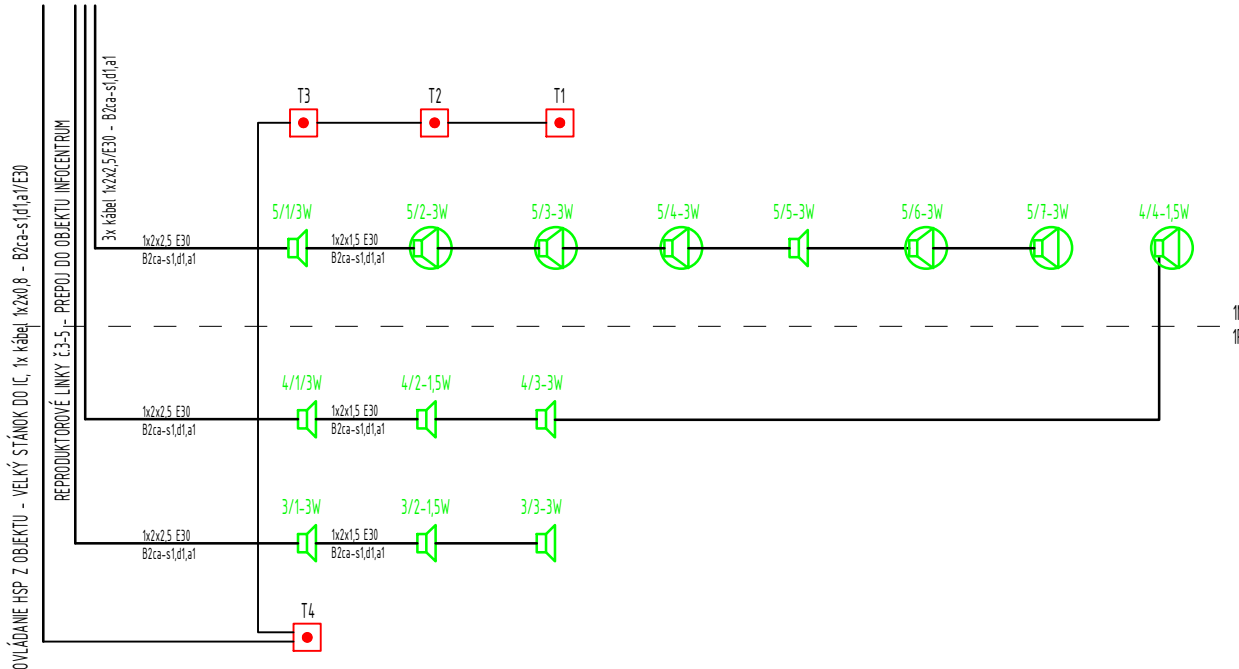 OVLÁDANIE HSP Z OBJEKTU - VELKÝ STÁNOK DO IC, 1x kábel 1x2x0,8 - B2ca-s1,d1,a1/E30
REPRODUKTOROVÉ LINKY č.3-5 - PREPOJ DO OBJEKTU INFOCENTRUM
3x kábel 1x2x2,5/E30 - B2ca-s1,d1,a1
T3
T2
T1
5/1/3W
5/2-3W
5/3-3W
5/4-3W
5/5-3W
5/6-3W
5/7-3W
4/4-1,5W
1x2x2,5 E30
B2ca-s1,d1,a1
1x2x1,5 E30
B2ca-s1,d1,a1
4/1/3W
4/2-1,5W
4/3-3W
1x2x2,5 E30
B2ca-s1,d1,a1
1x2x1,5 E30
B2ca-s1,d1,a1
3/1-3W
3/2-1,5W
3/3-3W
1x2x2,5 E30
B2ca-s1,d1,a1
1x2x1,5 E30
B2ca-s1,d1,a1
T4